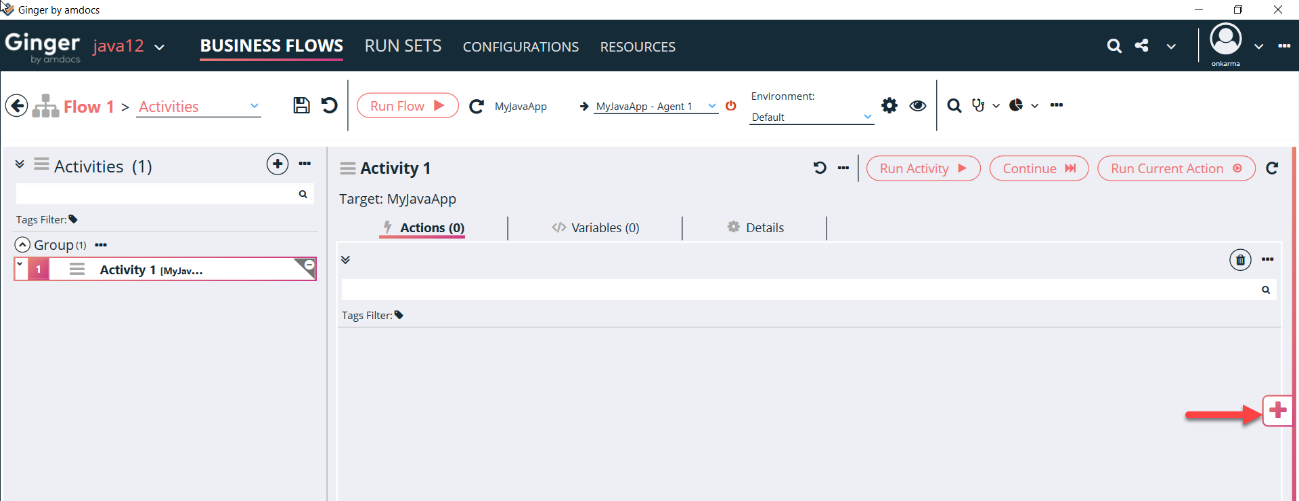 Ginger by amdocs
Ginger by amdocs java12 BUSINESS FLOWS RUN SETS CONFIGURATIONS RESOURCES
onkarma
Flow 1 > Activities Run Flow MyJavaApp MyJavaApp - Agent 1 Environment:
Default
Activities (1)
Tags Filter:
Group (1)
1 Activity 1 [MyJav...
Activity 1 Run Activity Continue Run Current Action
Target: MyJavaApp
Actions (0) Variables (0) Details
Tags Filter: